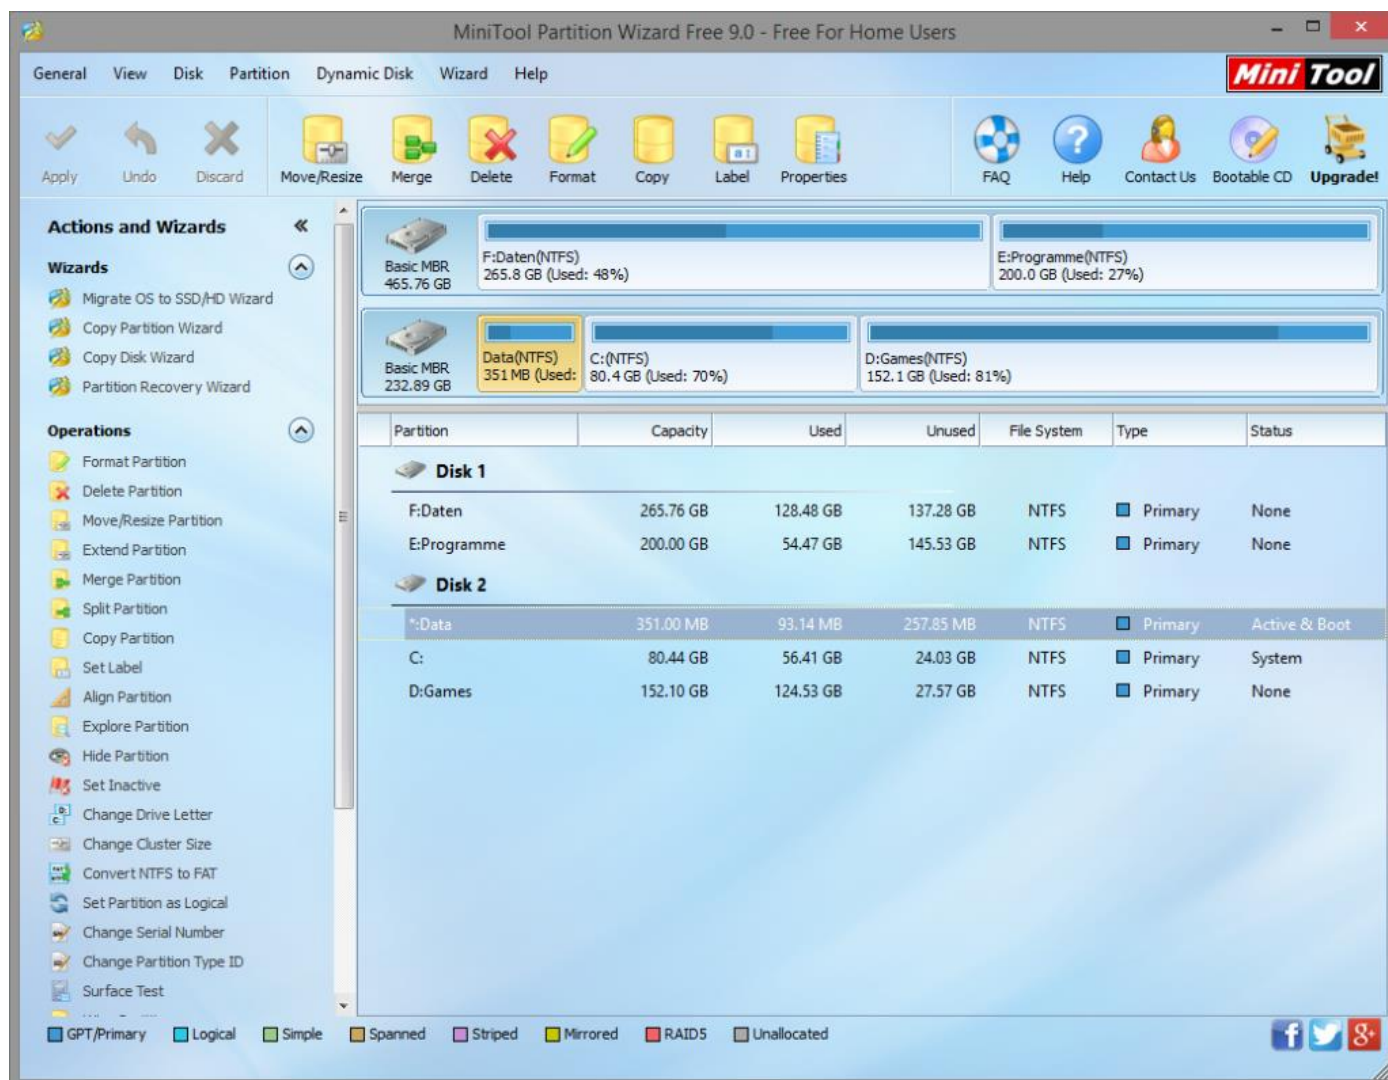 MiniTool Partition Wizard Free 9.0 - Free For Home Users
General View Disk Partition Dynamic Disk Wizard Help
Mini Tool
Apply Undo Discard Move/Resize Merge Delete Format Copy Label Properties FAQ Help Contact Us Bootable CD Upgrade!
Actions and Wizards
Wizards
Migrate OS to SSD/HD Wizard
Copy Partition Wizard
Copy Disk Wizard
Partition Recovery Wizard
Operations
Format Partition
Delete Partition
Move/Resize Partition
Extend Partition
Merge Partition
Split Partition
Copy Partition
Set Label
Align Partition
Explore Partition
Hide Partition
Set Inactive
Change Drive Letter
Change Cluster Size
Convert NTFS to FAT
Set Partition as Logical
Change Serial Number
Change Partition Type ID
Surface Test
Basic MBR
465.76 GB
F:Daten(NTFS)
265.8 GB (Used: 48%)
E:Programme(NTFS)
200.0 GB (Used: 27%)
Basic MBR
232.89 GB
Data(NTFS)
351 MB (Used:
C:(NTFS)
80.4 GB (Used: 70%)
D:Games(NTFS)
152.1 GB (Used: 81%)
Partition Capacity Used Unused File System Type Status
Disk 1
F:Daten 265.76 GB 128.48 GB 137.28 GB NTFS Primary None
E:Programme 200.00 GB 54.47 GB 145.53 GB NTFS Primary None
Disk 2
*:Data 351.00 MB 93.14 MB 257.85 MB NTFS Primary Active & Boot
C: 80.44 GB 56.41 GB 24.03 GB NTFS Primary System
D:Games 152.10 GB 124.53 GB 27.57 GB NTFS Primary None
GPT/Primary Logical Simple Spanned Striped Mirrored RAID5 Unallocated